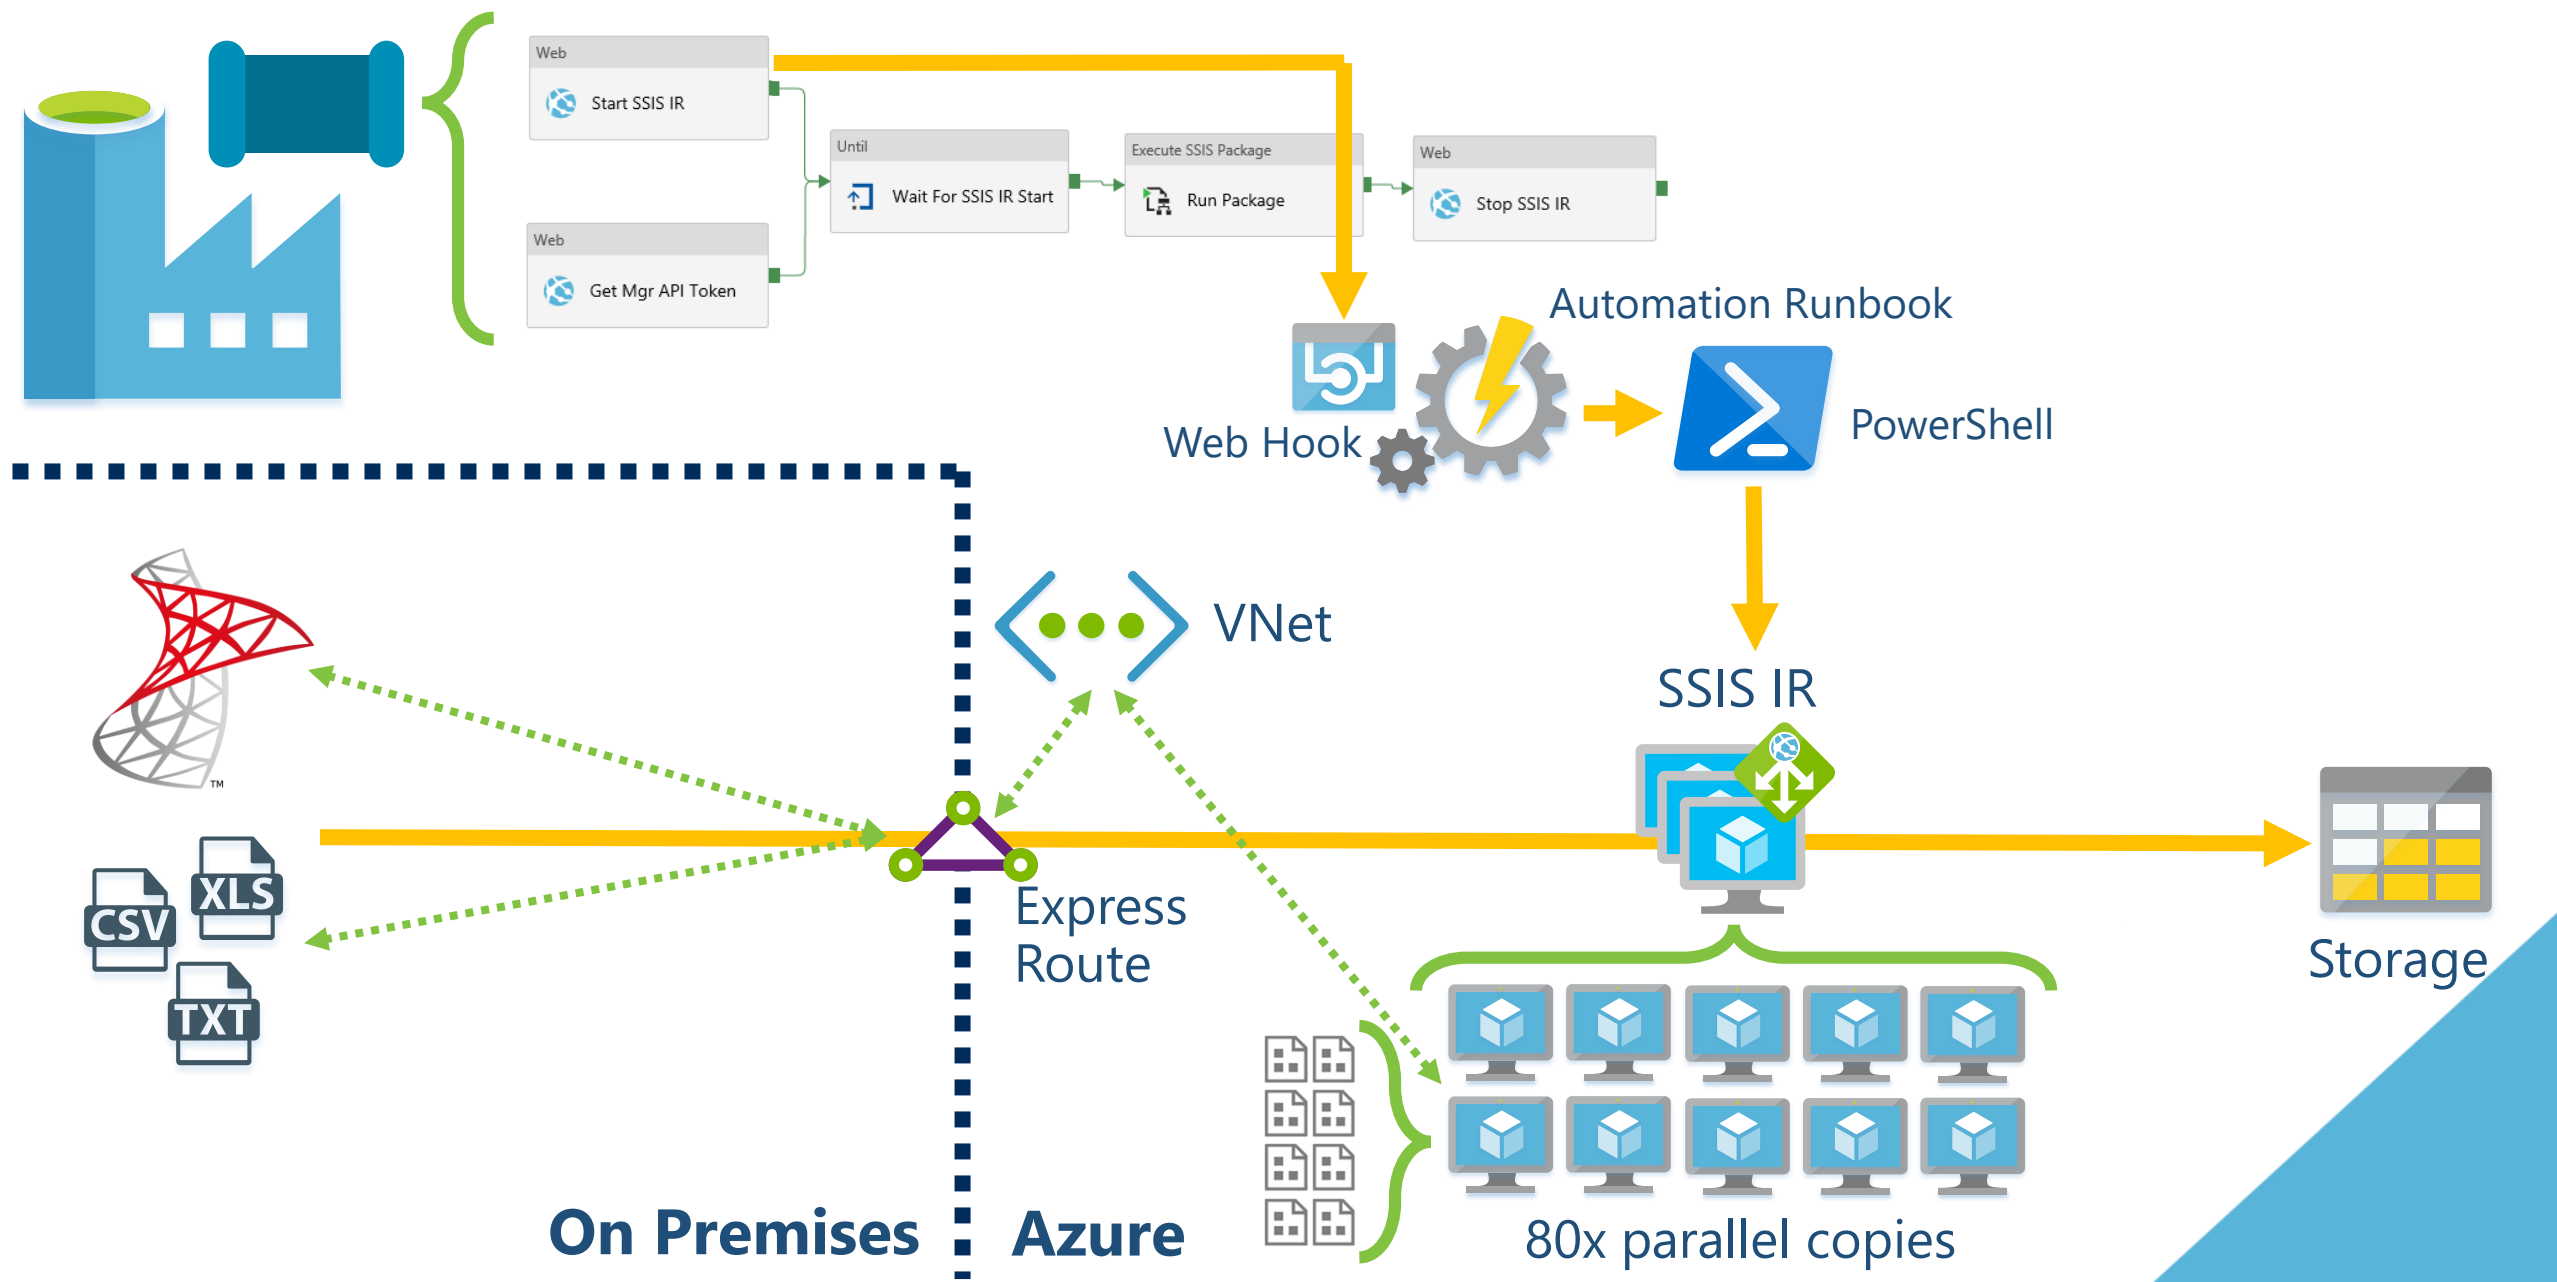 Web
Start SSIS IR
Until
Wait For SSIS IR Start
Execute SSIS Package
Run Package
Web
Stop SSIS IR
Web
Get Mgr API Token
Automation Runbook
Web Hook
PowerShell
VNet
SSIS IR
TM
XLS
CSV
TXT
Express
Route
Storage
On Premises
Azure
80x parallel copies